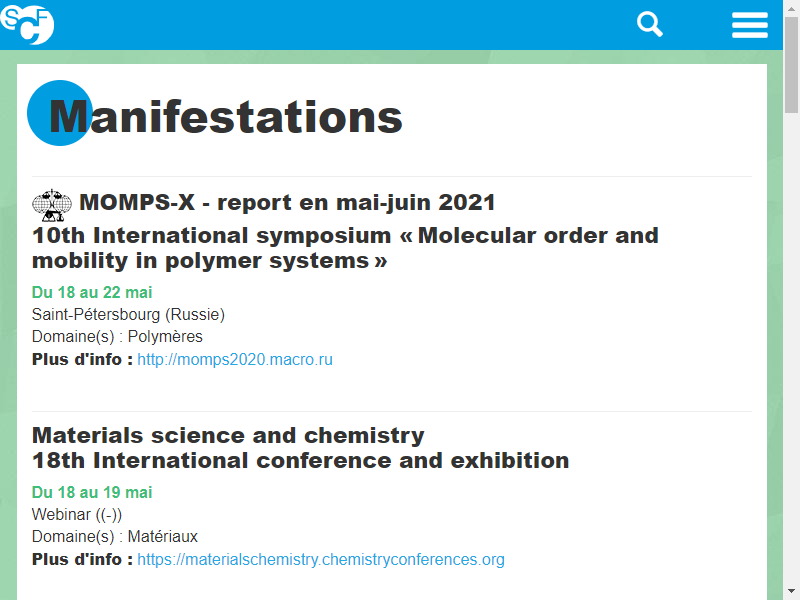 SCF
Manifestations
MOMPS-X - report en mai-juin 2021
10th International symposium « Molecular order and
mobility in polymer systems »
Du 18 au 22 mai
Saint-Pétersbourg (Russie)
Domaine(s) : Polymères
Plus d'info : http://momps2020.macro.ru
Materials science and chemistry
18th International conference and exhibition
Du 18 au 19 mai
Webinar ((-))
Domaine(s) : Matériaux
Plus d'info : https://materialschemistry.chemistryconferences.org